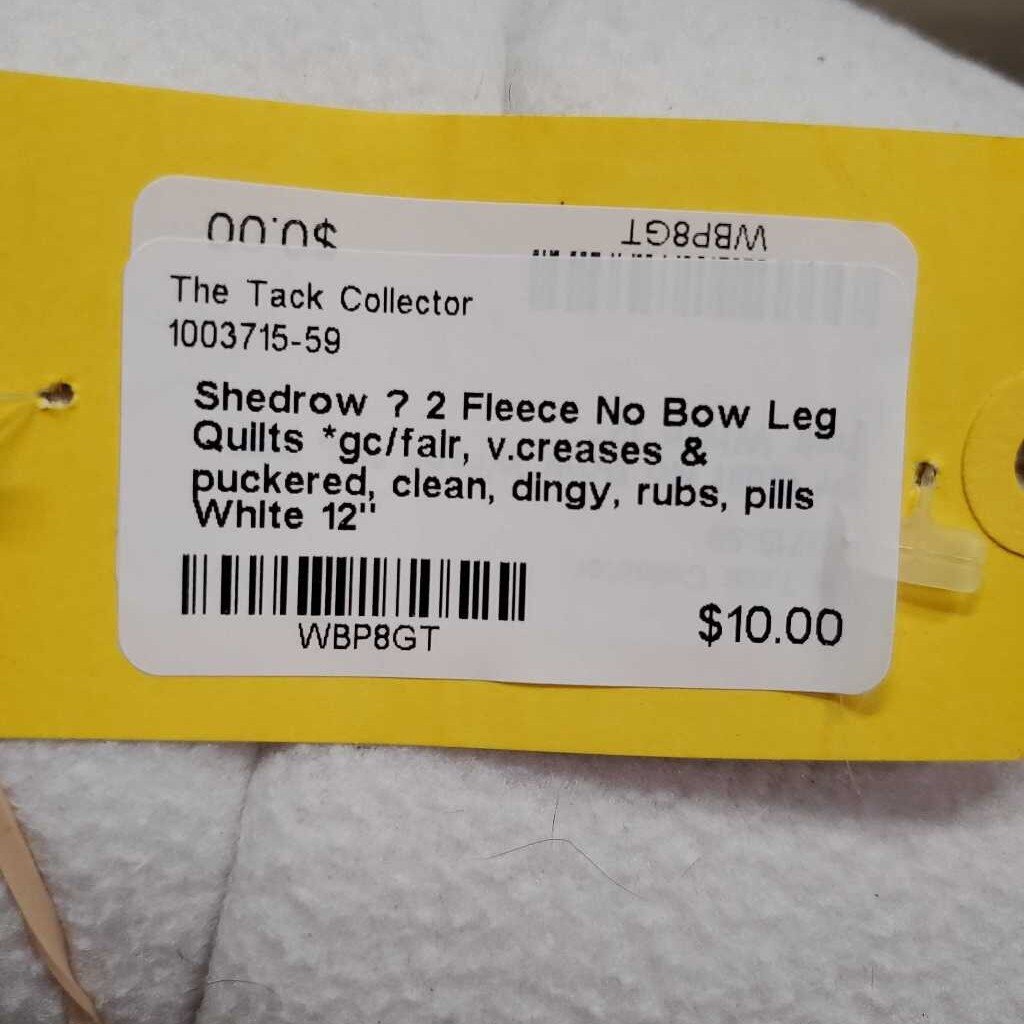 $0.00
WBP8GT
The Tack Collector
1003715-59
Shedrow ? 2 Fleece No Bow Leg
Quilts *gc/fair, v.creases &
puckered, clean, dingy, rubs, pills
White 12"
WBP8GT
$10.00